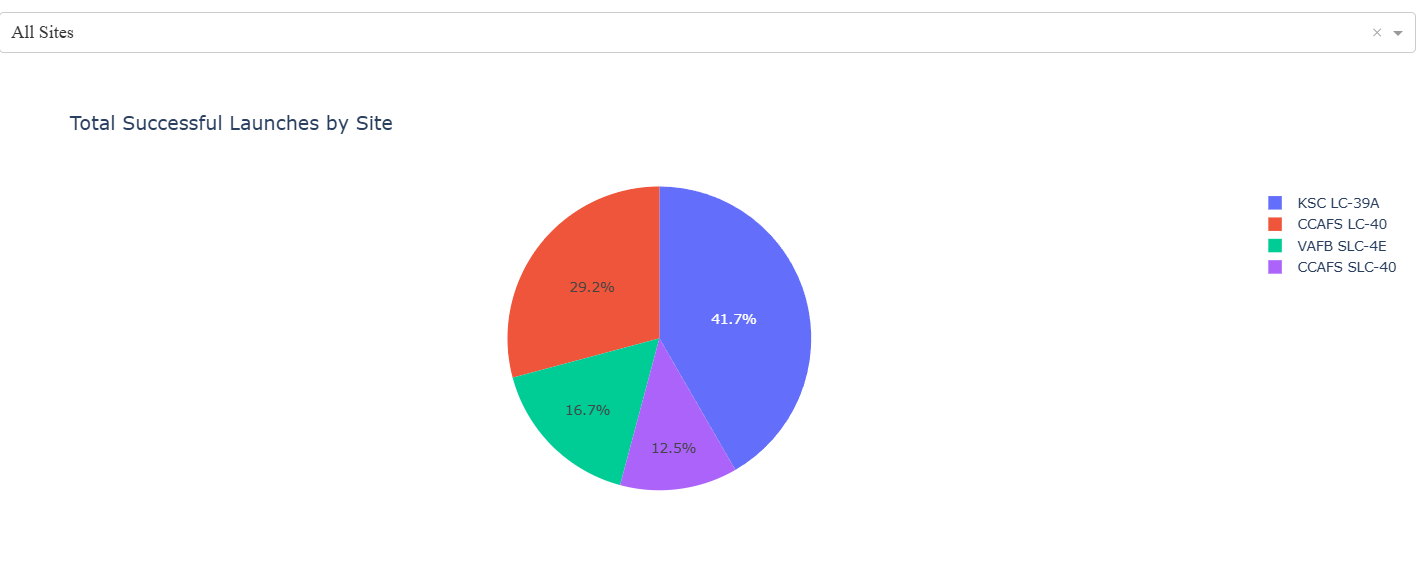 All Sites
Total Successful Launches by Site
KSC LC-39A
CCAFS LC-40
VAFB SLC-4E
CCAFS SLC-40
29.2%
41.7%
16.7%
12.5%